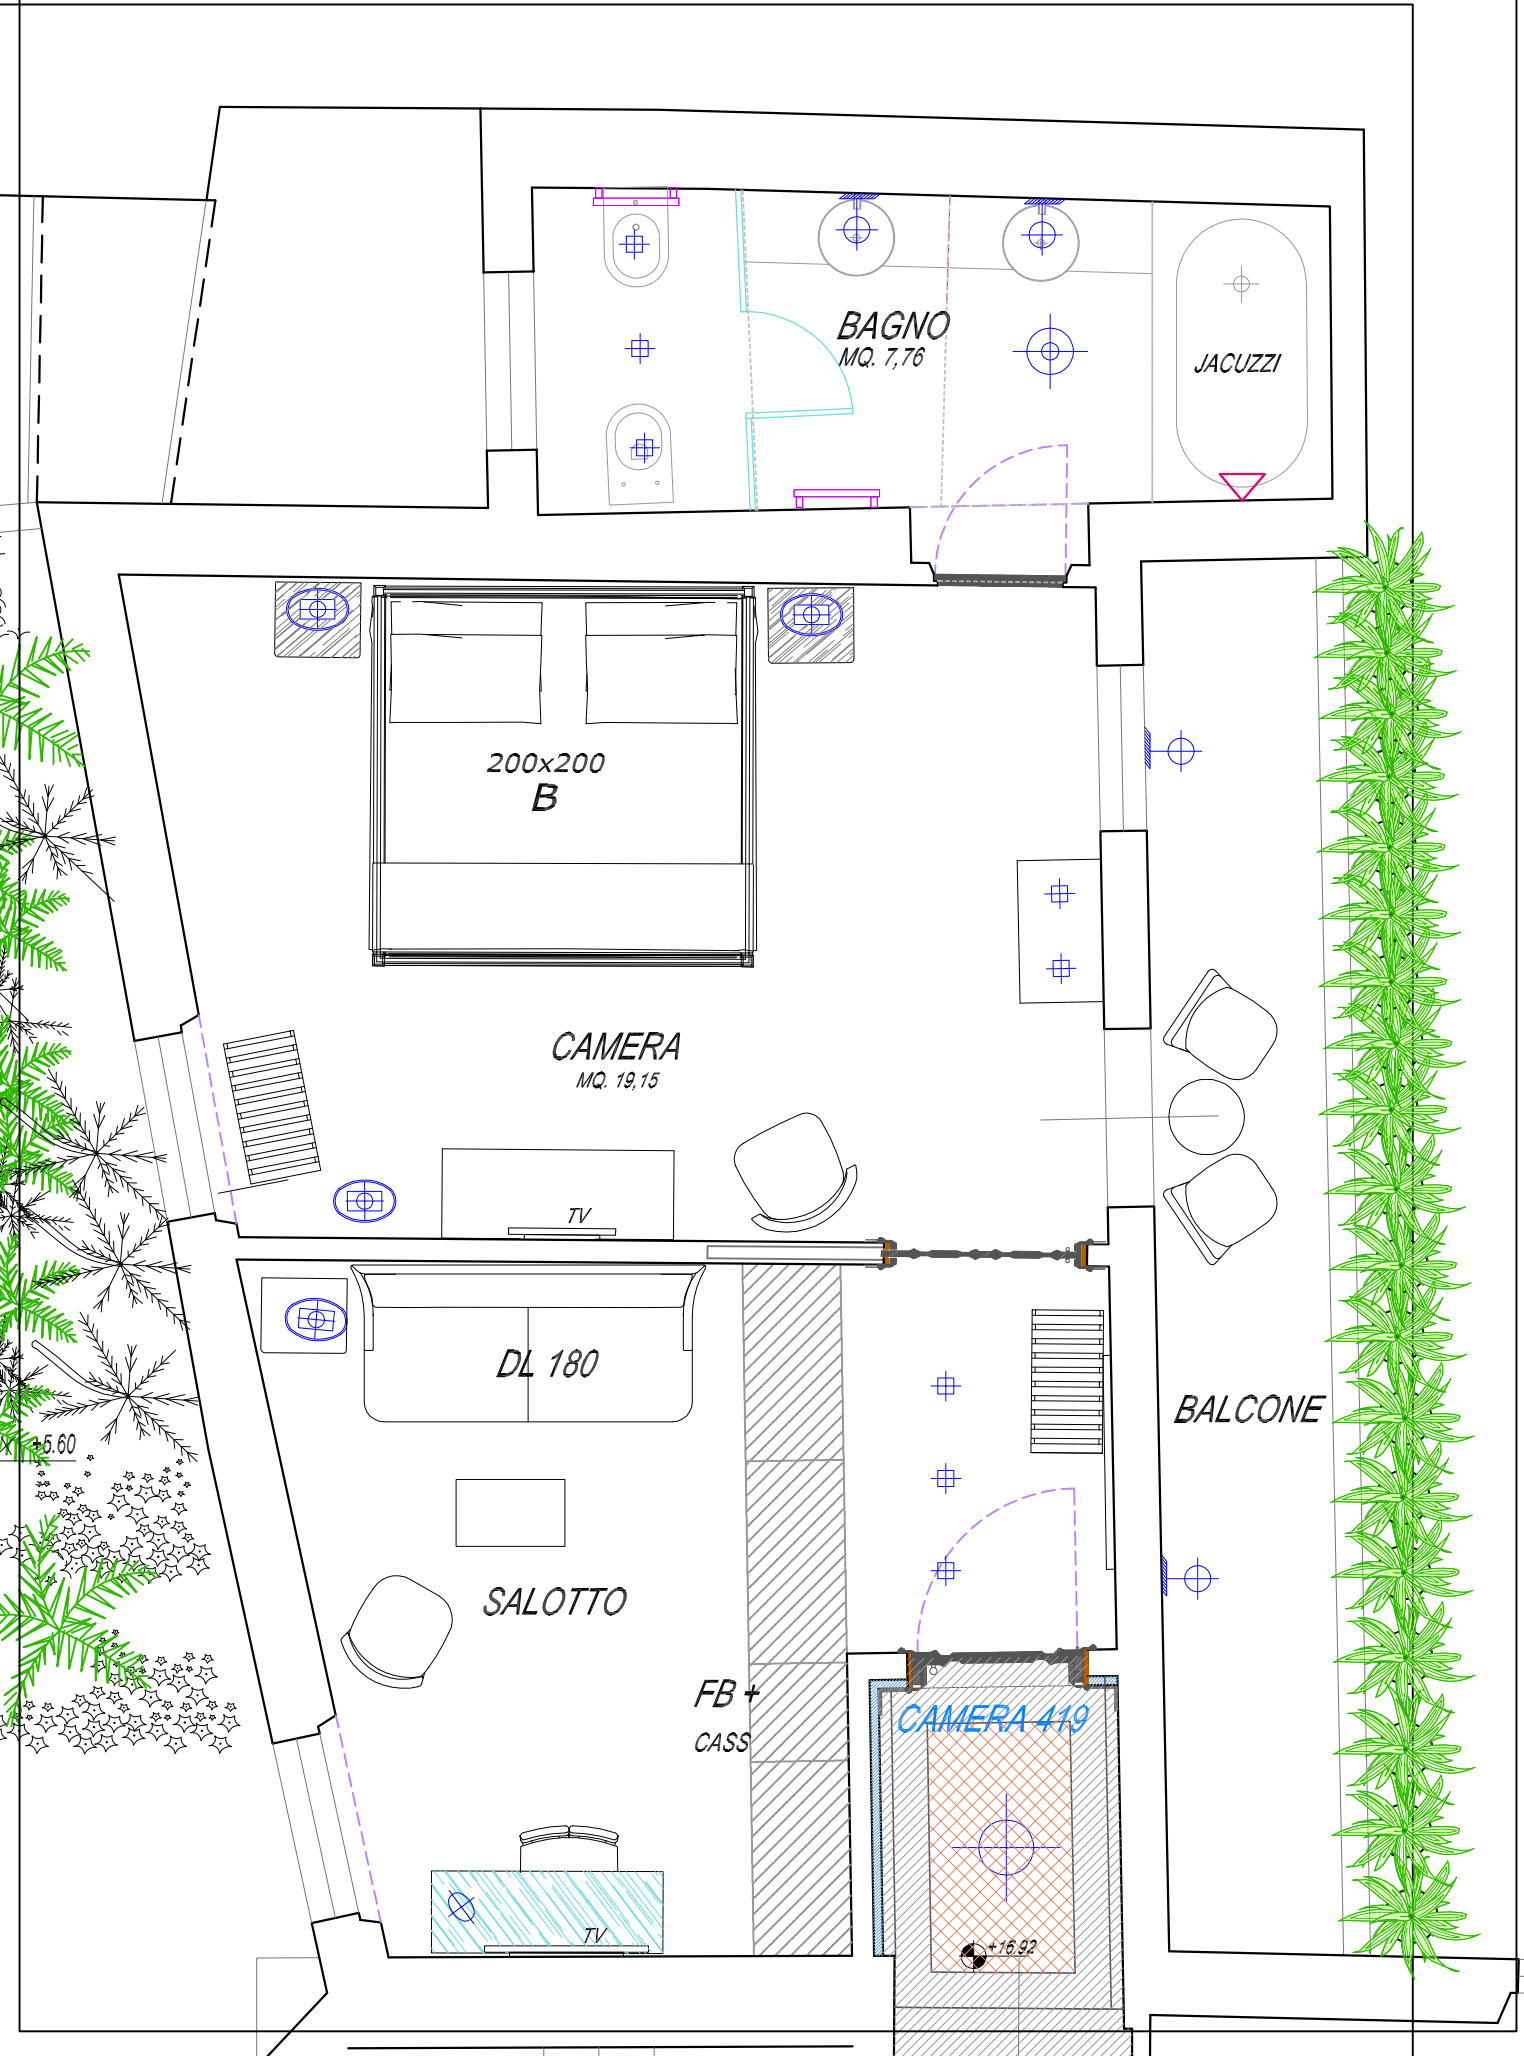 BAGNO
MQ. 7,76
JACUZZI
200x200
B
CAMERA
MQ. 19,15
TV
DL 180
BALCONE
+5.60
SALOTTO
FB +
CASS
CAMERA 419
TV
+16.92